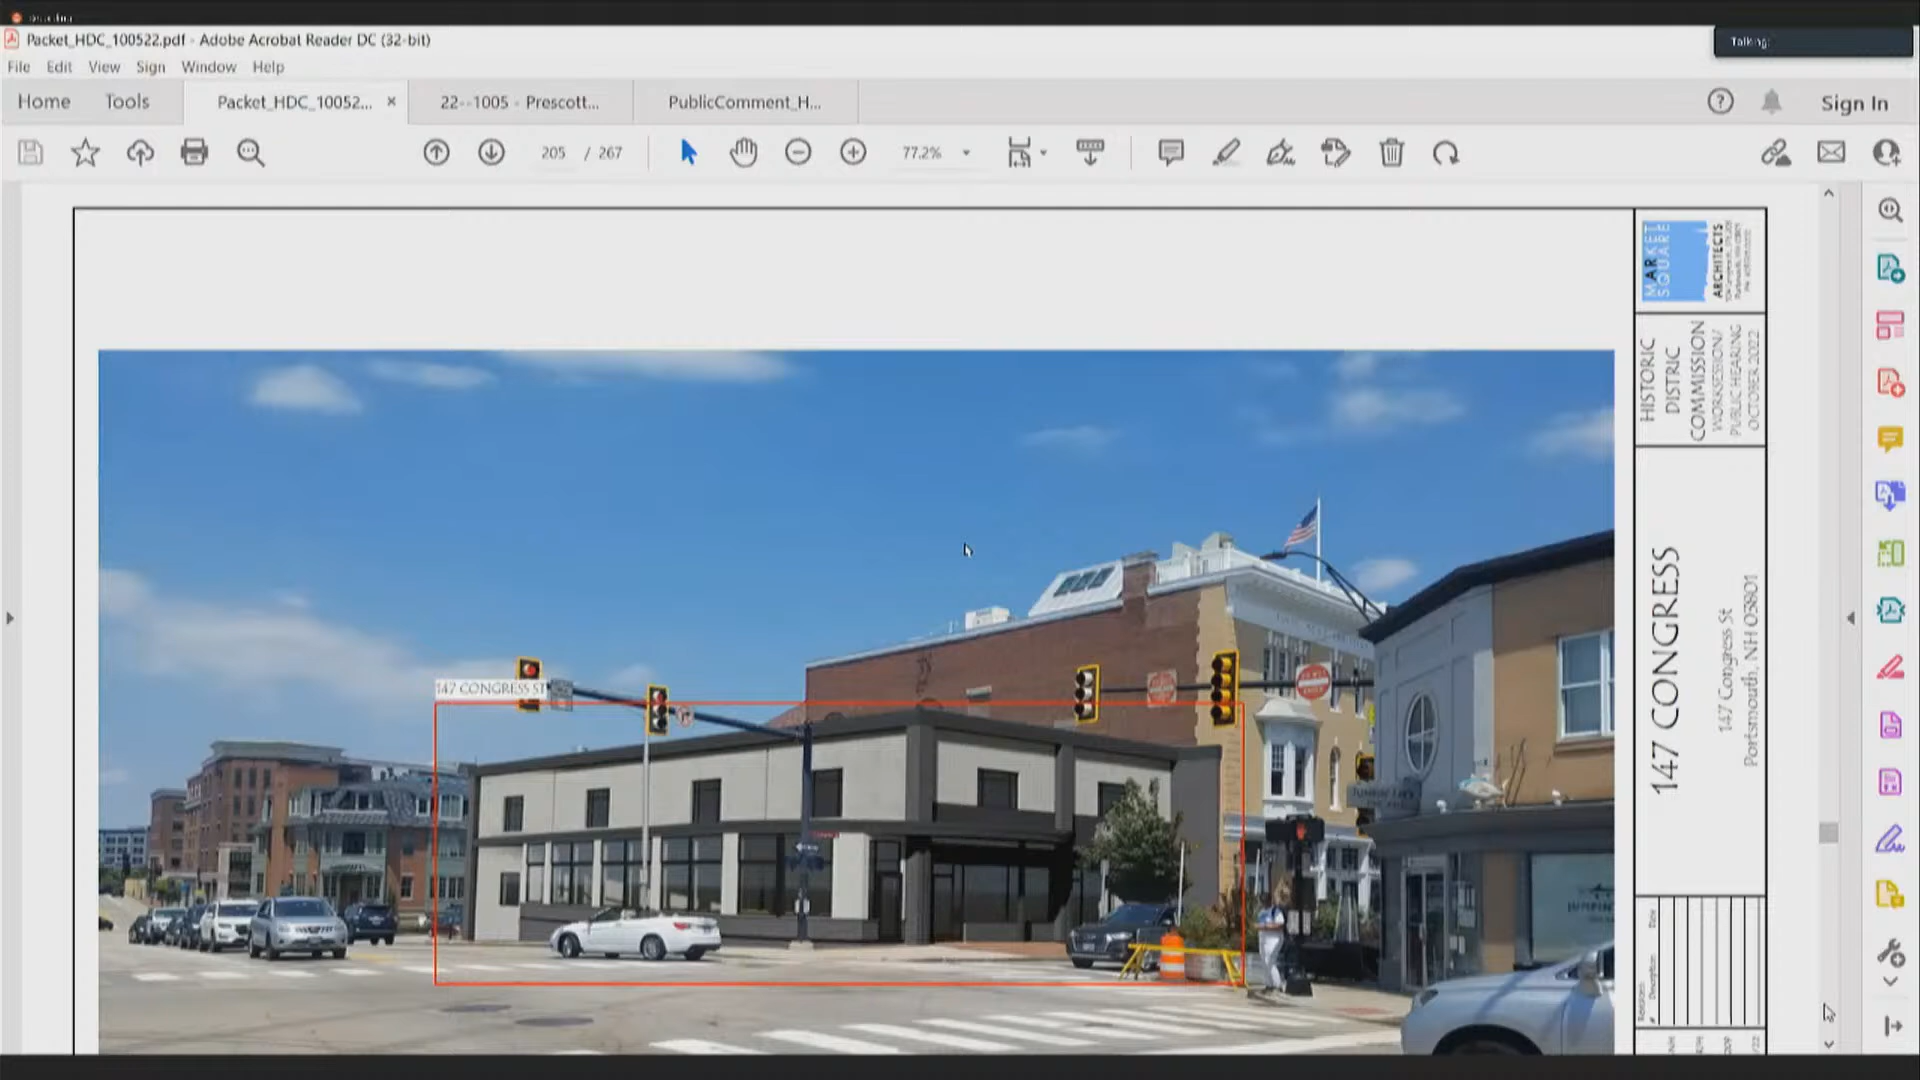 Packet_HDC_100522.pdf - Adobe Acrobat Reader DC (32-bit)
Talking:
File Edit View Sign Window Help
Home Tools Packet_HDC_10052... × 22--1005 - Prescott... PublicComment_H... Sign In
205 / 267 77.2%
MARKET
SQUARE
ARCHITECTS
HISTORIC
DISTRIC
COMMISSION
WORKSESSION/
PUBLIC HEARING
OCTOBER 2022
147 CONGRESS ST
147 CONGRESS
147 Congress St
Portsmouth, NH 03801
Description Date